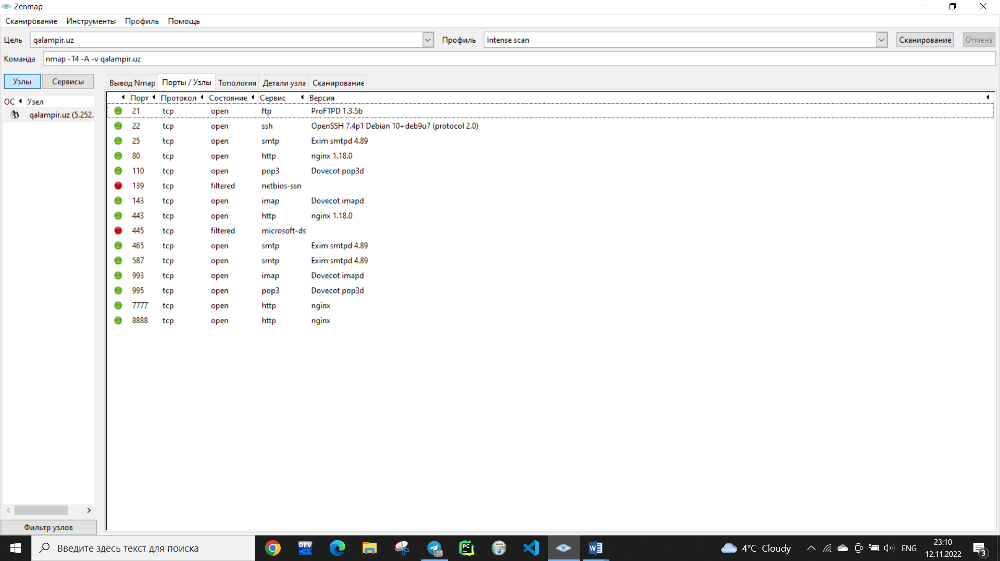 Zenmap
Сканирование Инструменты Профиль Помощь
Цель qalampir.uz Профиль Intense scan Сканирование Отмена
Команда nmap -T4 -A -v qalampir.uz
Узлы Сервисы
Вывод Nmap Порты / Узлы Топология Детали узла Сканирование
ОС Узел
qalampir.uz (5.252.
Порт Протокол Состояние Сервис Версия
21 tcp open ftp ProFTPD 1.3.5b
22 tcp open ssh OpenSSH 7.4p1 Debian 10+deb9u7 (protocol 2.0)
25 tcp open smtp Exim smtpd 4.89
80 tcp open http nginx 1.18.0
110 tcp open pop3 Dovecot pop3d
139 tcp filtered netbios-ssn
143 tcp open imap Dovecot imapd
443 tcp open http nginx 1.18.0
445 tcp filtered microsoft-ds
465 tcp open smtp Exim smtpd 4.89
587 tcp open smtp Exim smtpd 4.89
993 tcp open imap Dovecot imapd
995 tcp open pop3 Dovecot pop3d
7777 tcp open http nginx
8888 tcp open http nginx
Фильтр узлов
Введите здесь текст для поиска
DEV
.05
PC
4°C Cloudy
ENG
23:10
12.11.2022
3